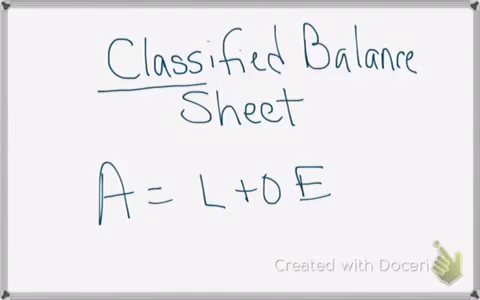 Classified Balance
Sheet
A = L + O E
Created with Doceri